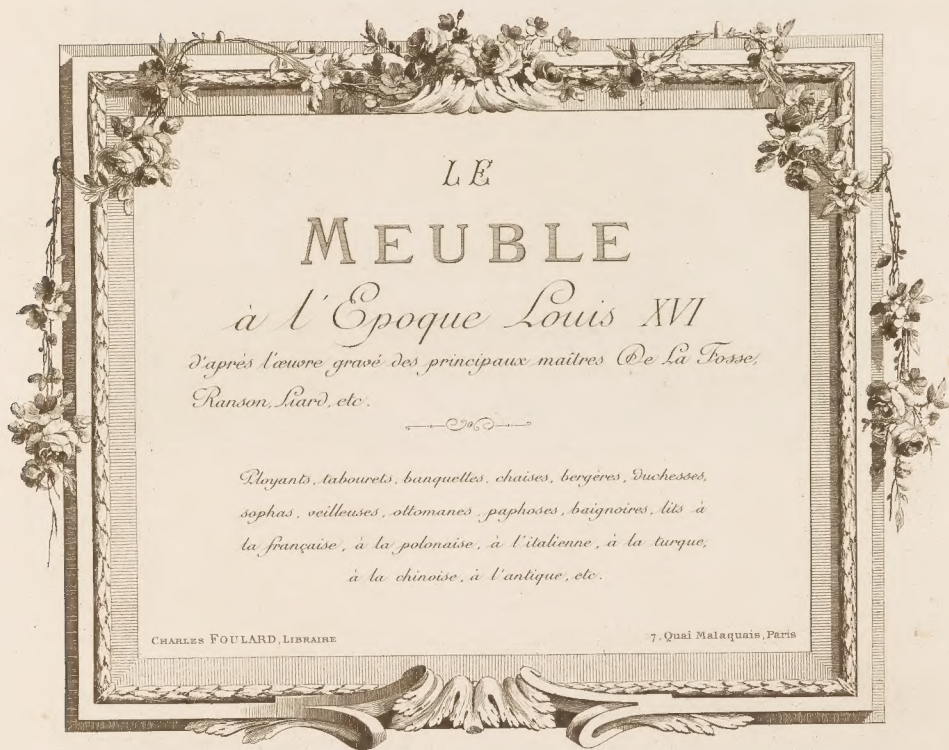 LE
MEUBLE
à l'Epoque Louis XVI
d'après l'œuvre gravé des principaux maîtres De La Fosse,
Ranson, Liard, etc.
Ployants, tabourets, banquettes, chaises, bergères, duchesses,
sophas, veilleuses, ottomanes, paphoses, baignoires, lits à
la française, à la polonaise, à l'italienne, à la turque,
à la chinoise, à l'antique, etc.
CHARLES FOULARD, LIBRAIRE
7, Quai Malaquais, Paris